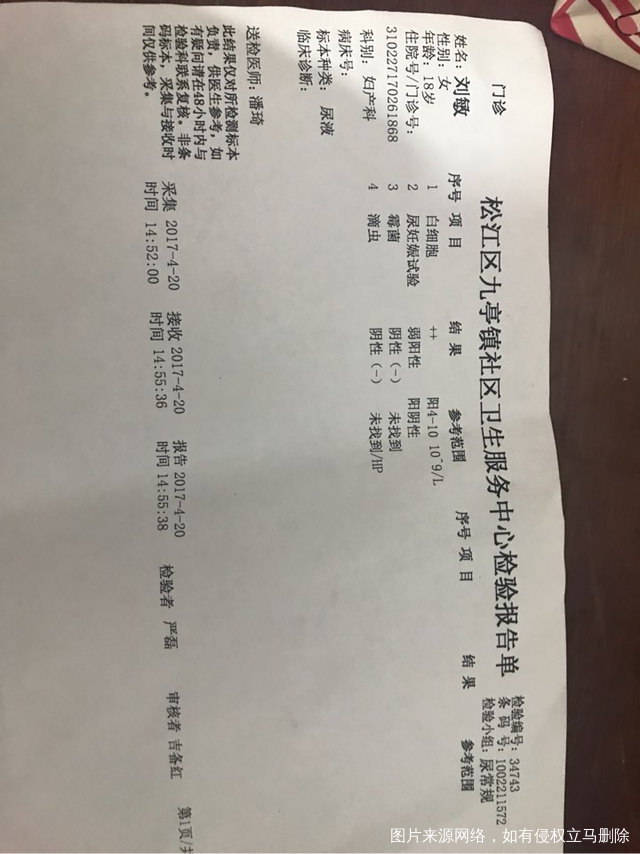 松江区九亭镇社区卫生服务中心检验报告单
门诊
检验编号: 34743
条 码 号: 1002211572
检验小组: 尿常规
姓名: 刘敏
性别: 女
年龄: 18岁
住院号/门诊号:
310227170261868
科别: 妇产科
病床号:
标本种类: 尿液
临床诊断:
序号 项 目 结 果 参考范围 序号 项 目 结 果 参考范围
1 白细胞 ++ 阳4-10 10^9/L
2 尿妊娠试验 弱阳性 阳阴性
3 霉菌 阴性(-) 未找到
4 滴虫 阴性(-) 未找到/HP
送检医师: 潘琦
此结果仅对所检测标本
负责,供医生参考,如
有疑问请在48小时内与
检验科联系复核。非条
码标本,采集与接收时
间仅供参考。
采集 2017-4-20 接收 2017-4-20 报告 2017-4-20 检验者 严磊 审核者 吉备红
时间 14:52:00 时间 14:55:36 时间 14:55:38
第1页/共
图片来源网络,如有侵权立马删除